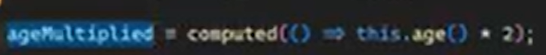 ageMultiplied = computed(() => this.age() * 2);